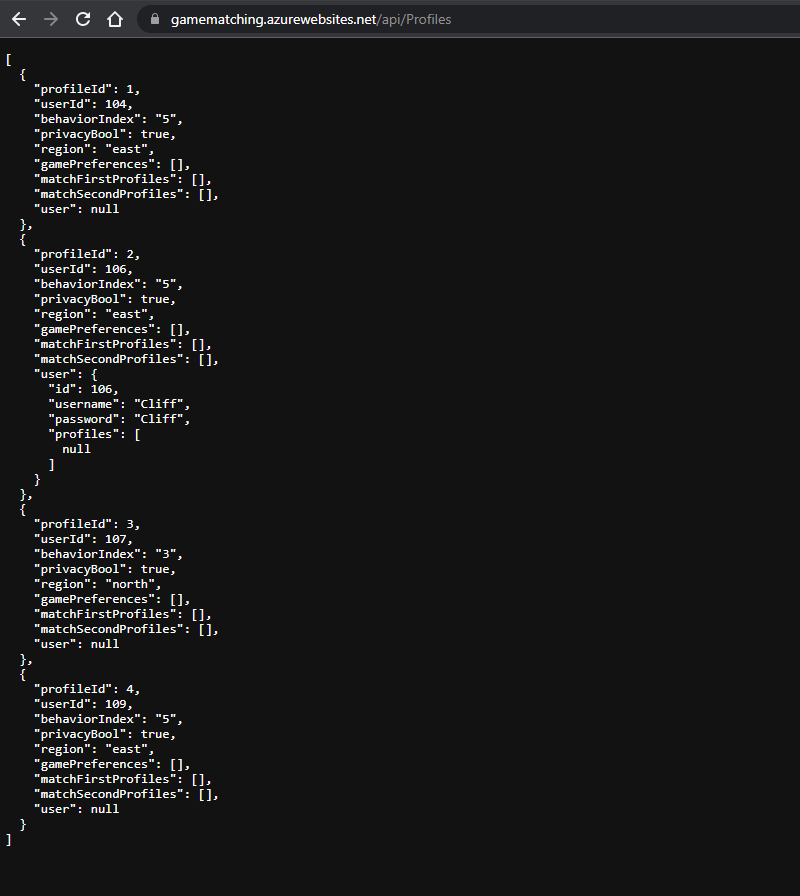 gamematching.azurewebsites.net/api/Profiles
[
  {
    "profileId": 1,
    "userId": 104,
    "behaviorIndex": "5",
    "privacyBool": true,
    "region": "east",
    "gamePreferences": [],
    "matchFirstProfiles": [],
    "matchSecondProfiles": [],
    "user": null
  },
  {
    "profileId": 2,
    "userId": 106,
    "behaviorIndex": "5",
    "privacyBool": true,
    "region": "east",
    "gamePreferences": [],
    "matchFirstProfiles": [],
    "matchSecondProfiles": [],
    "user": {
      "id": 106,
      "username": "Cliff",
      "password": "Cliff",
      "profiles": [
        null
      ]
    }
  },
  {
    "profileId": 3,
    "userId": 107,
    "behaviorIndex": "3",
    "privacyBool": true,
    "region": "north",
    "gamePreferences": [],
    "matchFirstProfiles": [],
    "matchSecondProfiles": [],
    "user": null
  },
  {
    "profileId": 4,
    "userId": 109,
    "behaviorIndex": "5",
    "privacyBool": true,
    "region": "east",
    "gamePreferences": [],
    "matchFirstProfiles": [],
    "matchSecondProfiles": [],
    "user": null
  }
]